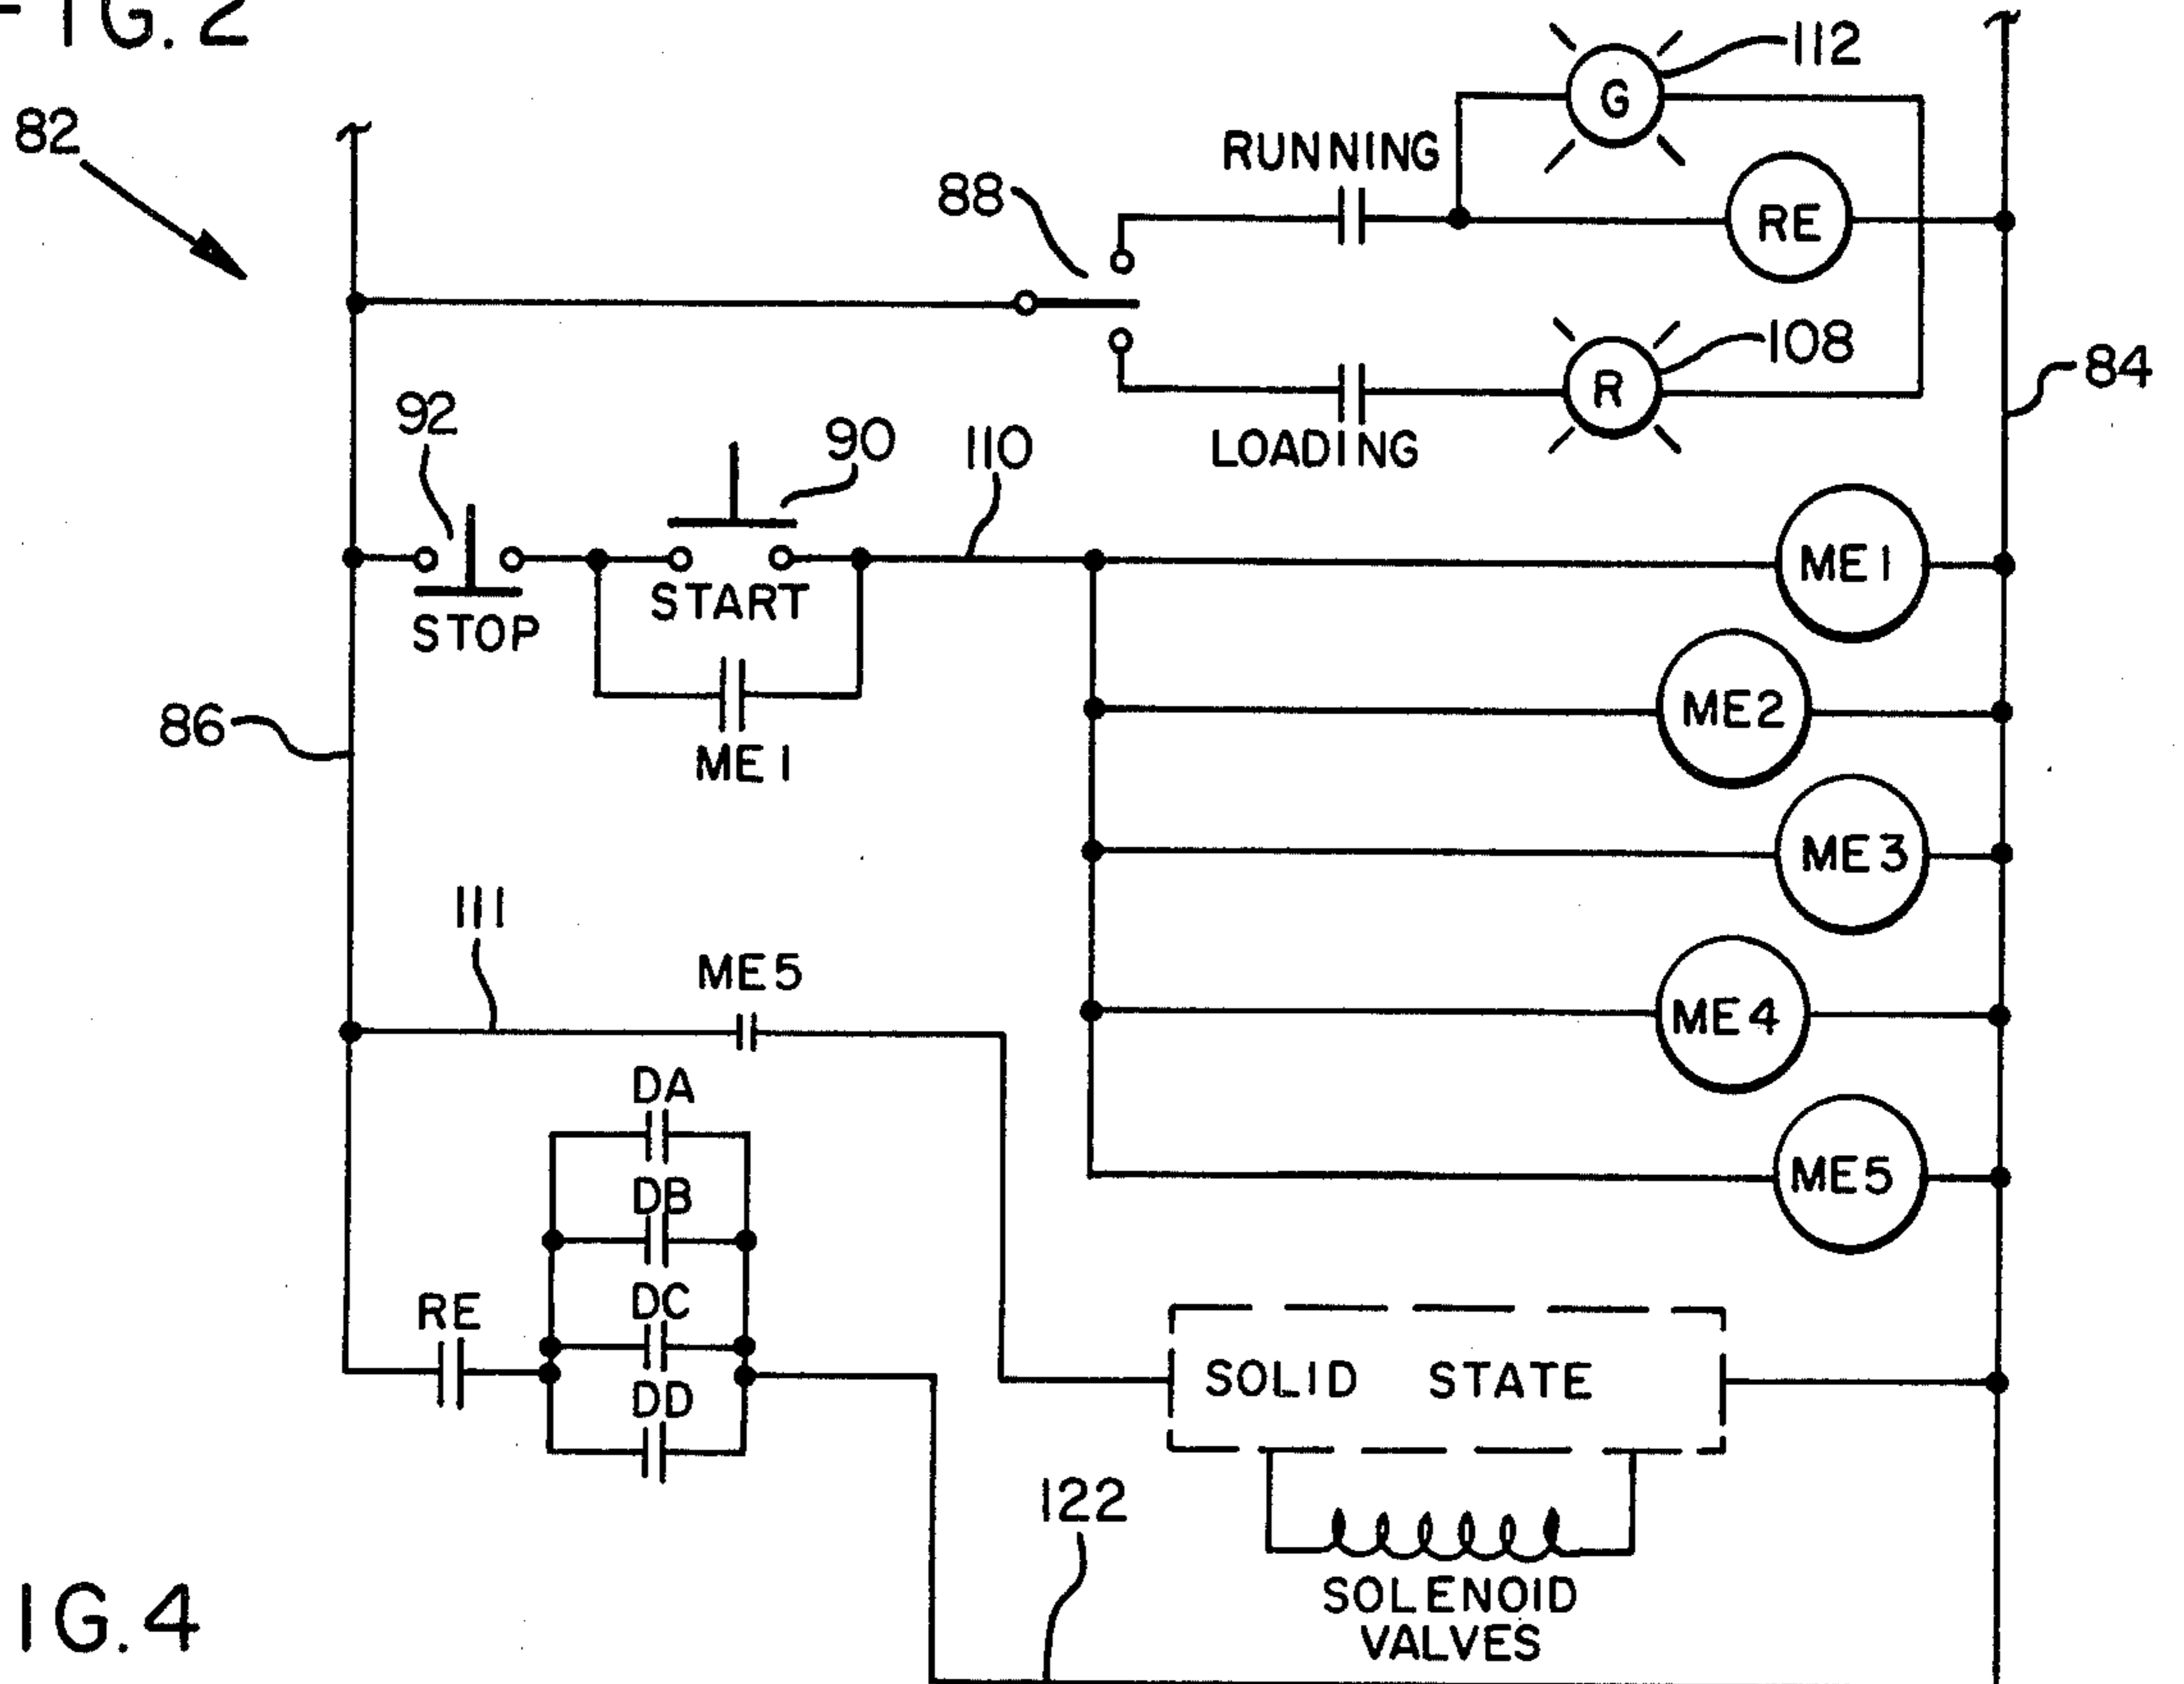 FIG. 2
112
G
82
RUNNING
88
RE
108
R
84
92
90
110
LOADING
ME1
START
STOP
ME2
86
ME1
ME3
111
ME5
ME4
DA
DB
ME5
DC
RE
SOLID STATE
DD
122
SOLENOID
VALVES
IG. 4